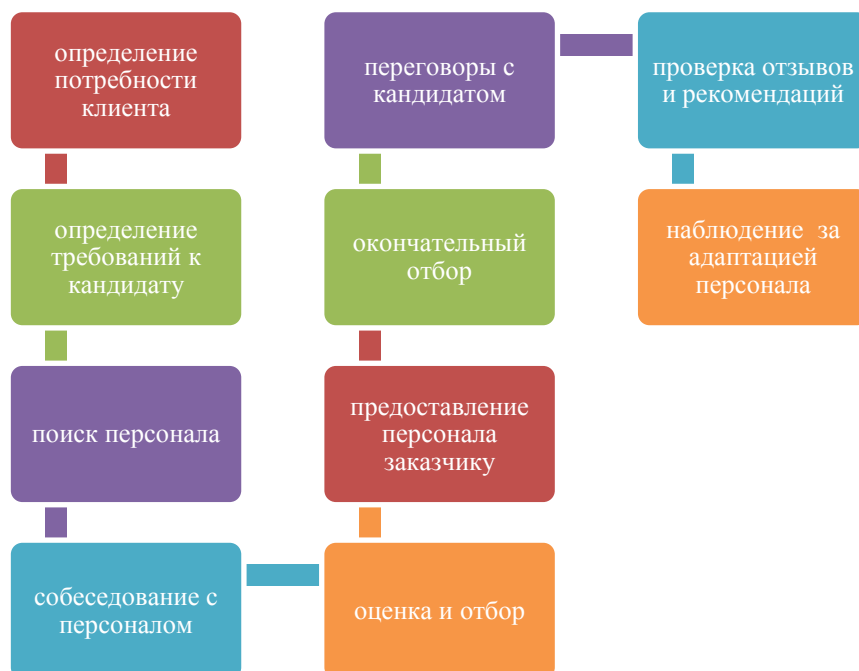 определение
потребности
клиента
определение
требований к
кандидату
поиск персонала
собеседование с
персоналом
оценка и отбор
предоставление
персонала
заказчику
окончательный
отбор
переговоры с
кандидатом
проверка отзывов
и рекомендаций
наблюдение за
адаптацией
персонала